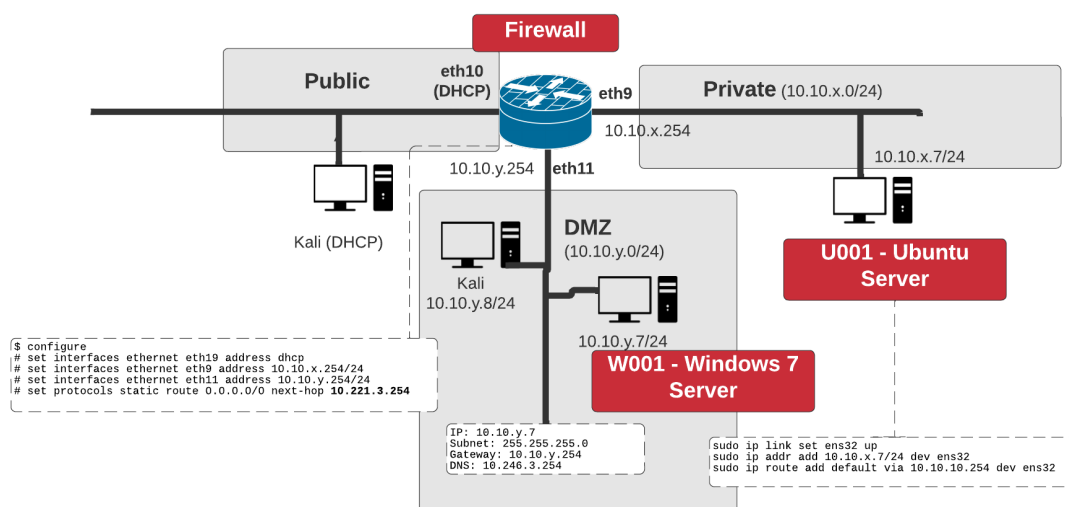 Firewall
Public
eth10
(DHCP)
eth9
Private (10.10.x.0/24)
10.10.x.254
10.10.x.7/24
10.10.y.254
eth11
Kali (DHCP)
DMZ
(10.10.y.0/24)
Kali
10.10.y.8/24
10.10.y.7/24
U001 - Ubuntu
Server
W001 - Windows 7
Server
$ configure
# set interfaces ethernet eth19 address dhcp
# set interfaces ethernet eth9 address 10.10.x.254/24
# set interfaces ethernet eth11 address 10.10.y.254/24
# set protocols static route 0.0.0.0/0 next-hop 10.221.3.254
IP: 10.10.y.7
Subnet: 255.255.255.0
Gateway: 10.10.y.254
DNS: 10.246.3.254
sudo ip link set ens32 up
sudo ip addr add 10.10.x.7/24 dev ens32
sudo ip route add default via 10.10.10.254 dev ens32